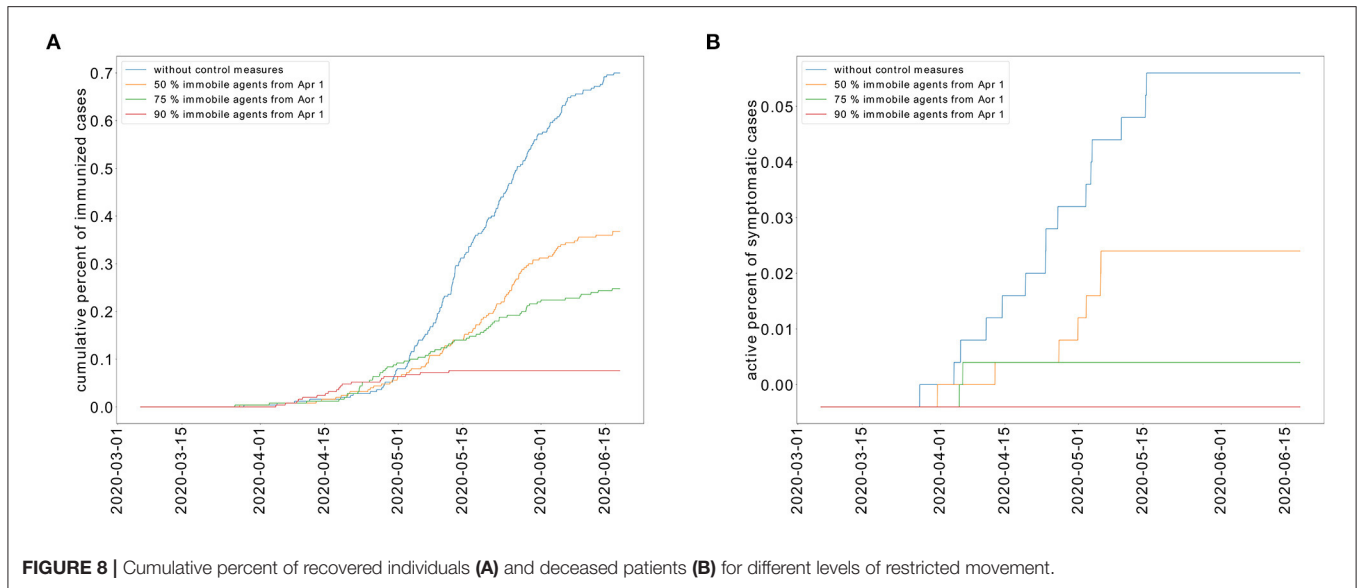 A
B
without control measures
50 % immobile agents from Apr 1
75 % immobile agents from Apr 1
90 % immobile agents from Apr 1
cumulative percent of immunized cases
0.7
0.6
0.5
0.4
0.3
0.2
0.1
0.0
2020-03-01
2020-03-15
2020-04-01
2020-04-15
2020-05-01
2020-05-15
2020-06-01
2020-06-15
without control measures
50 % immobile agents from Apr 1
75 % immobile agents from Apr 1
90 % immobile agents from Apr 1
active percent of symptomatic cases
0.05
0.04
0.03
0.02
0.01
0.00
2020-03-01
2020-03-15
2020-04-01
2020-04-15
2020-05-01
2020-05-15
2020-06-01
2020-06-15
FIGURE 8 | Cumulative percent of recovered individuals (A) and deceased patients (B) for different levels of restricted movement.